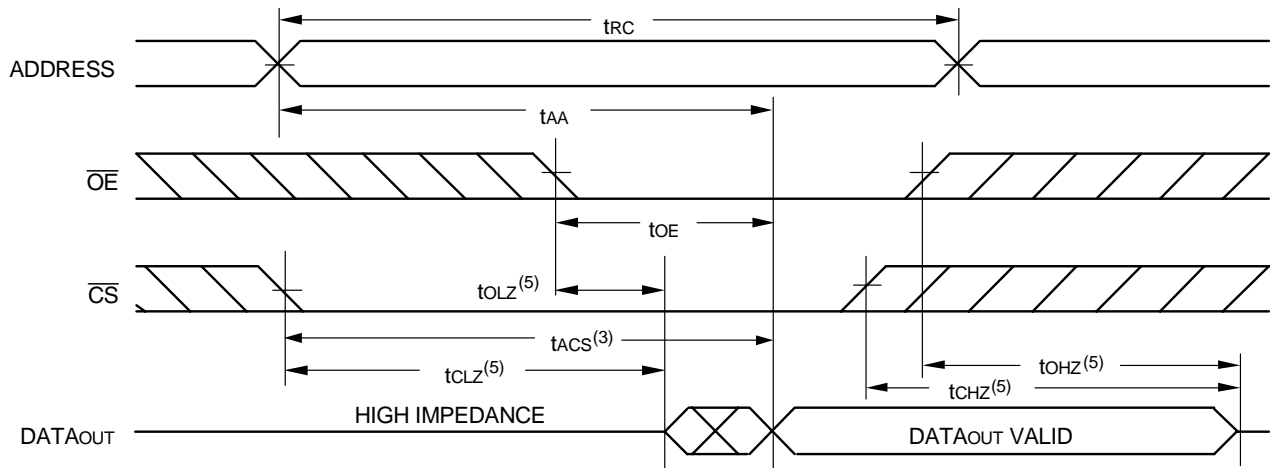 tRC
ADDRESS
tAA
OE
tOE
CS
tOLZ(5)
tACS(3)
tOHZ(5)
tCLZ(5)
tCHZ(5)
HIGH IMPEDANCE
DATAOUT
DATAOUT VALID